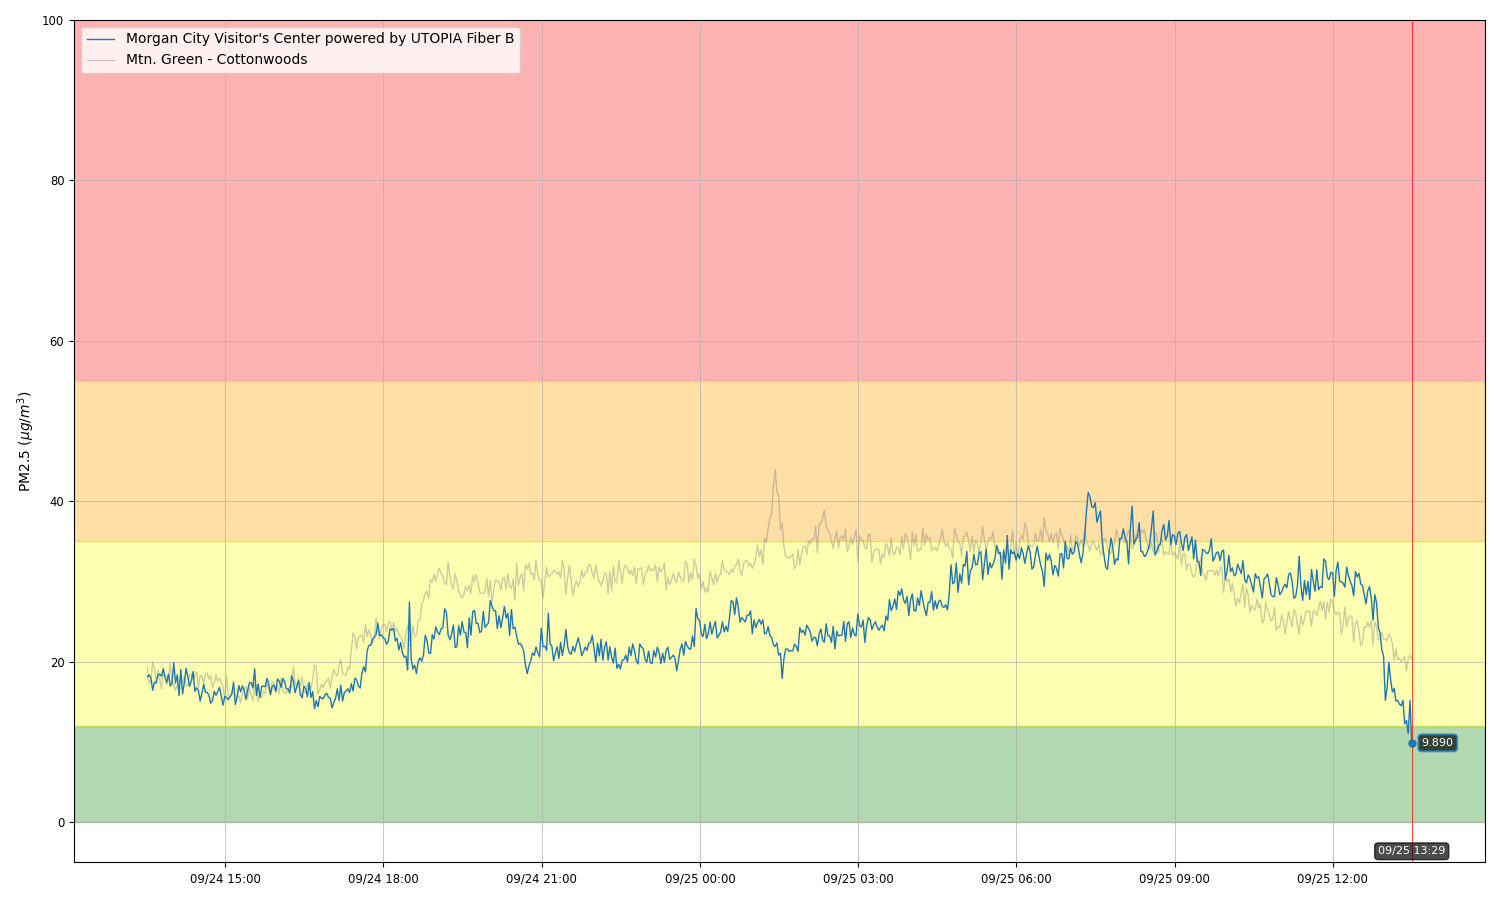 Morgan City Visitor's Center powered by UTOPIA Fiber B
Mtn. Green - Cottonwoods
100
80
60
40
20
0
PM2.5 (μg/m³)
9.890
09/25 13:29
09/24 15:00 09/24 18:00 09/24 21:00 09/25 00:00 09/25 03:00 09/25 06:00 09/25 09:00 09/25 12:00